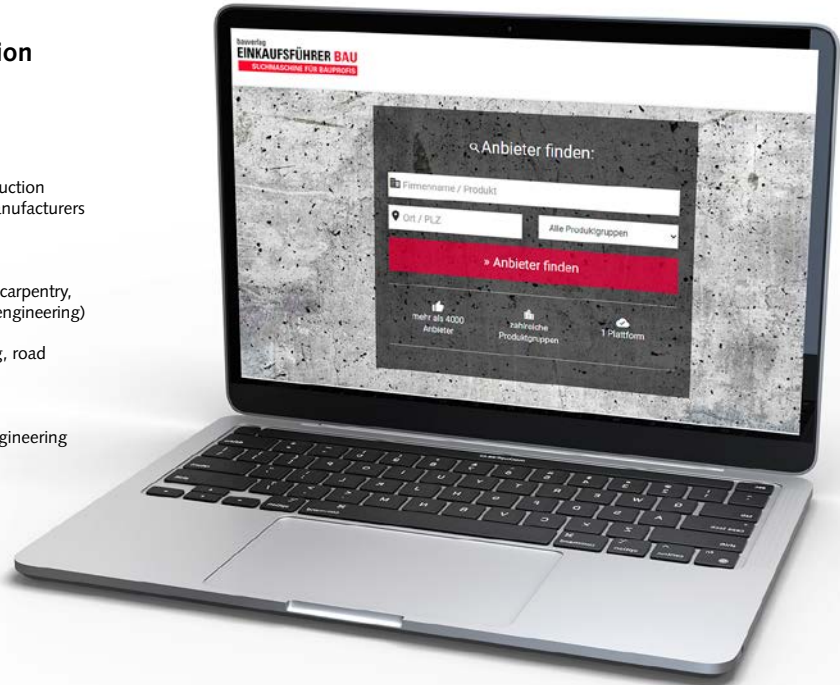 ion
uction
anufacturers
carpentry,
engineering)
g, road
gineering
bauverlag
EINKAUFSFÜHRER BAU
SUCHMASCHINE FÜR BAUPROFIS
Anbieter finden:
Firmenname / Produkt
Ort / PLZ
Alle Produktgruppen
» Anbieter finden
mehr als 4000
Anbieter
zahlreiche
Produktgruppen
1 Plattform